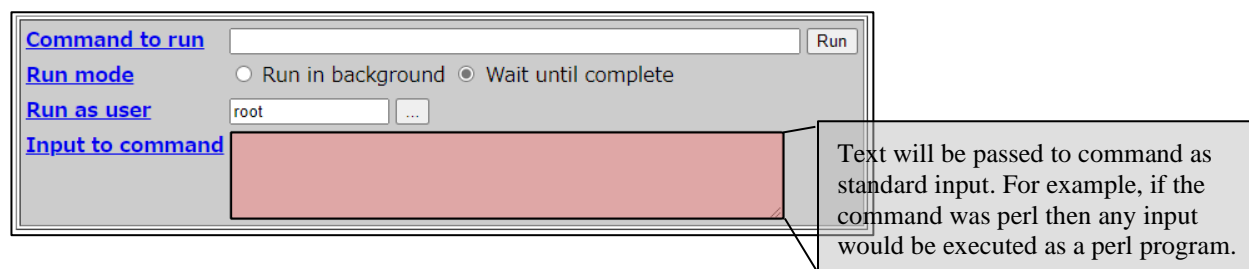 Command to run Run
Run mode Run in background Wait until complete
Run as user root ...
Input to command
Text will be passed to command as
standard input. For example, if the
command was perl then any input
would be executed as a perl program.